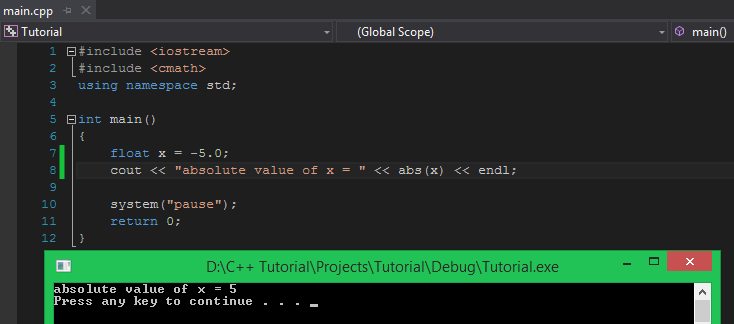 main.cpp
Tutorial (Global Scope) main()
1 #include <iostream>
2 #include <cmath>
3 using namespace std;
4
5 int main()
6 {
7 float x = -5.0;
8 cout << "absolute value of x = " << abs(x) << endl;
9
10 system("pause");
11 return 0;
12 }
D:\C++ Tutorial\Projects\Tutorial\Debug\Tutorial.exe
absolute value of x = 5
Press any key to continue . . . _